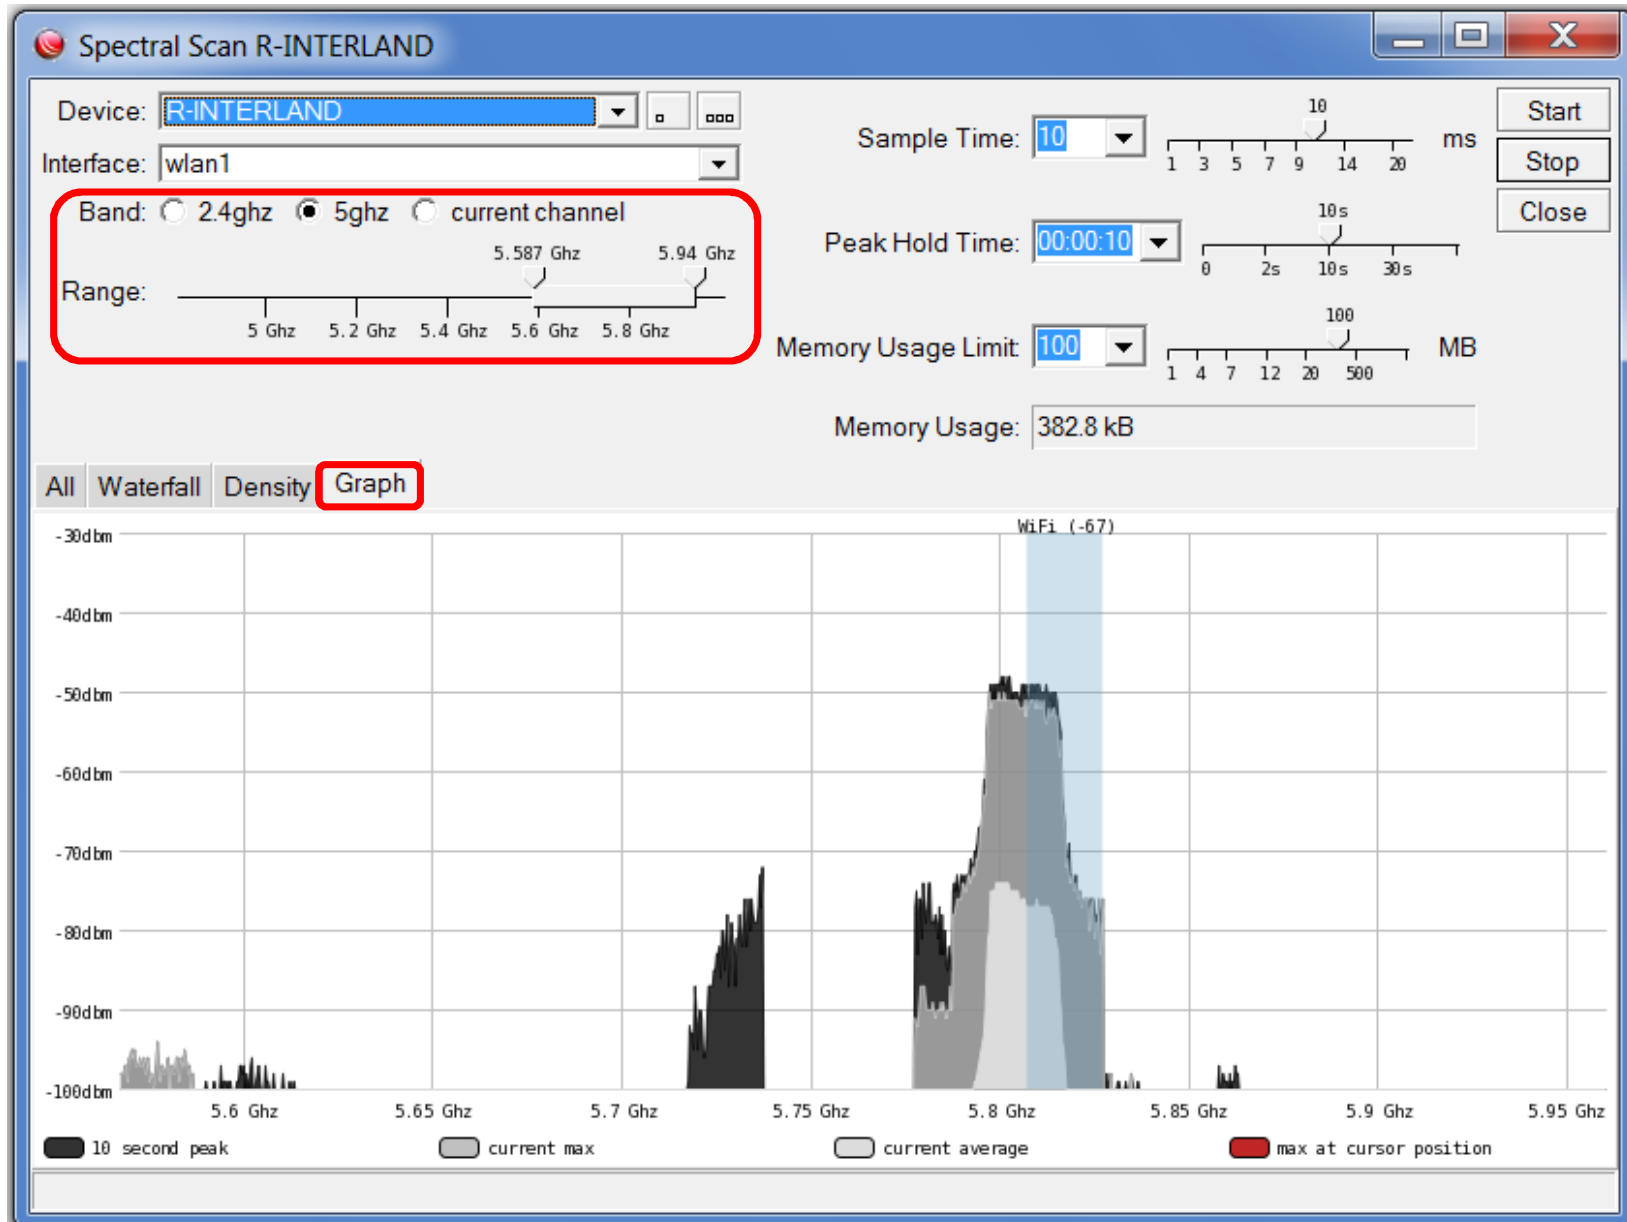 Spectral Scan R-INTERLAND
Device: R-INTERLAND
Interface: wlan1
Band: 2.4ghz 5ghz current channel
5.587 Ghz 5.94 Ghz
Range:
5 Ghz 5.2 Ghz 5.4 Ghz 5.6 Ghz 5.8 Ghz
10
Sample Time: 10 ms
1 3 5 7 9 14 20
10s
Peak Hold Time: 00:00:10
0 2s 10s 30s
100
Memory Usage Limit: 100 MB
1 4 7 12 20 500
Memory Usage: 382.8 kB
Start
Stop
Close
All Waterfall Density Graph
WiFi (-67)
-30dbm
-40dbm
-50dbm
-60dbm
-70dbm
-80dbm
-90dbm
-100dbm
5.6 Ghz 5.65 Ghz 5.7 Ghz 5.75 Ghz 5.8 Ghz 5.85 Ghz 5.9 Ghz 5.95 Ghz
10 second peak current max current average max at cursor position